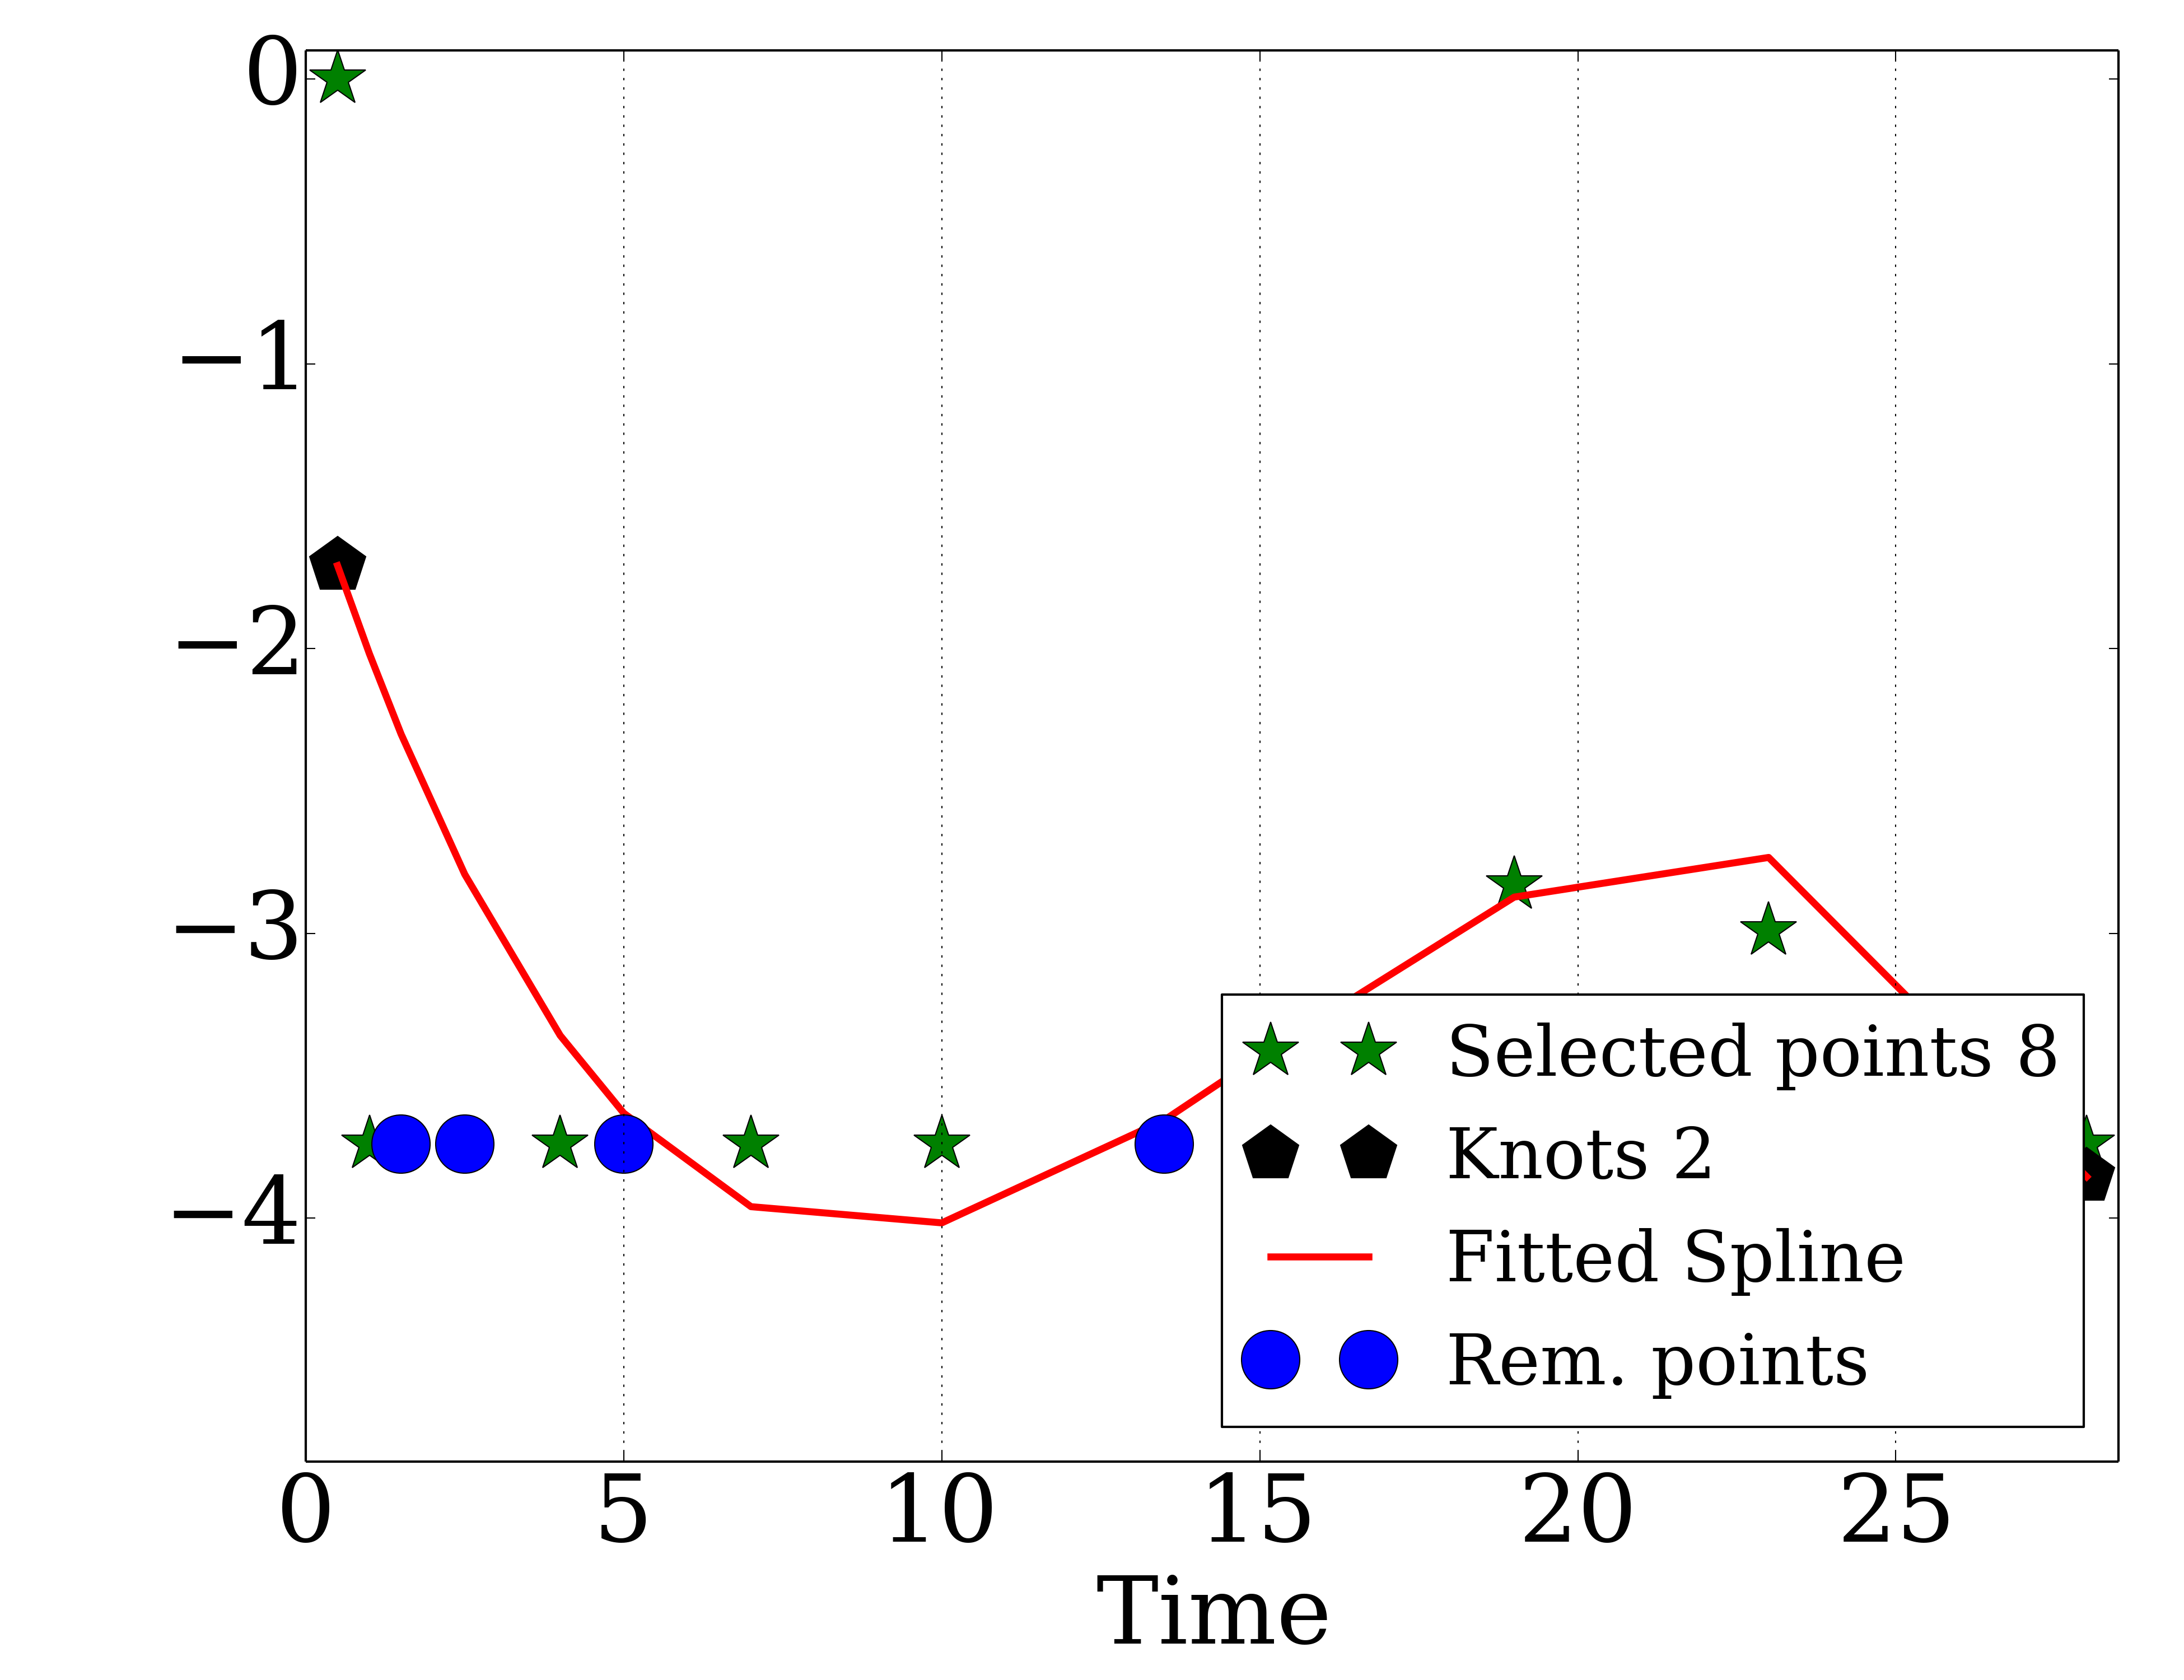 0
−1
−2
−3
−4
Selected points 8
Knots 2
Fitted Spline
Rem. points
0 5 10 15 20 25
Time